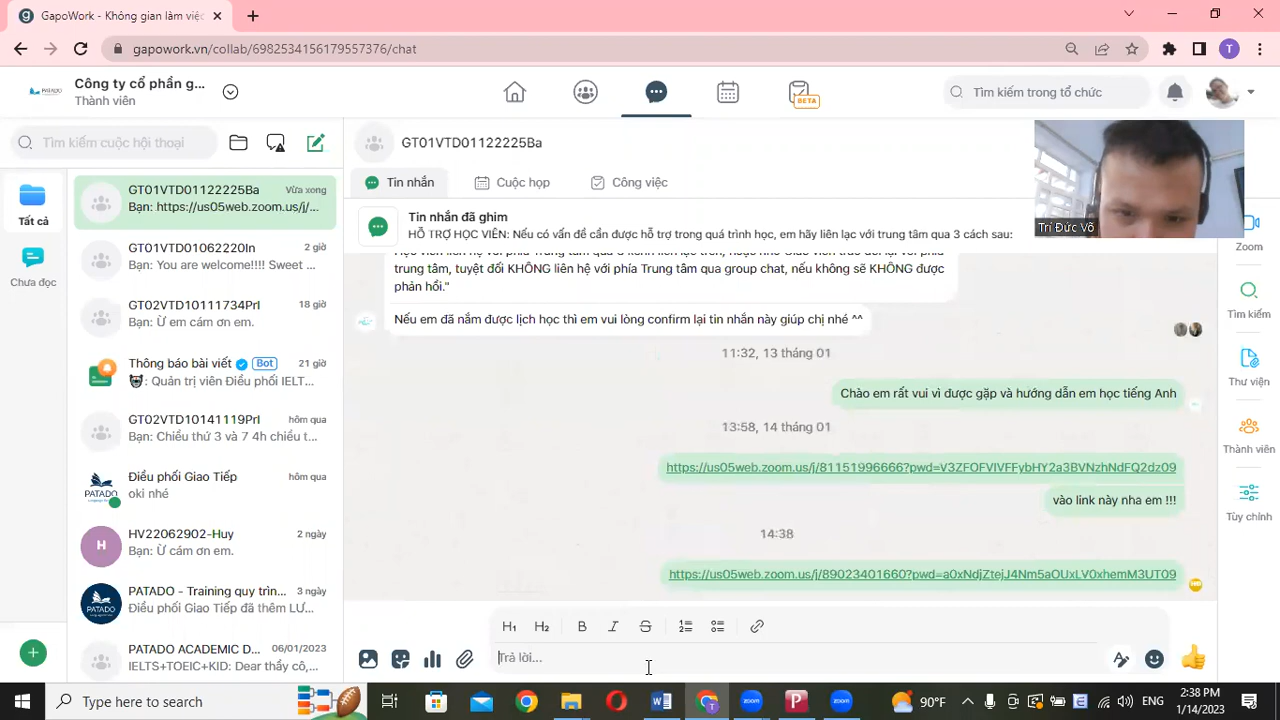 GapoWork - Không gian làm việc
gapowork.vn/collab/6982534156179557376/chat
T
PATADO
Công ty cổ phần g...
Thành viên
BETA
Tìm kiếm trong tổ chức
Tìm kiếm cuộc hội thoại
Tất cả
Chưa đọc
GT01VTD01122225Ba
Vừa xong
Bạn: https://us05web.zoom.us/j/...
GT01VTD01062220In
2 giờ
Bạn: You are welcome!!!! Sweet ...
GT02VTD10111734PrI
18 giờ
Bạn: Ừ em cám ơn em.
Thông báo bài viết
Bot
21 giờ
: Quản trị viên Điều phối IELT...
GT02VTD10141119PrI
hôm qua
Bạn: Chiều thứ 3 và 7 4h chiều t...
Điều phối Giao Tiếp
hôm qua
oki nhé
PATADO
H
HV22062902-Huy
2 ngày
Bạn: Ừ cám ơn em.
PATADO
PATADO - Training quy trìn...
3 ngày
Điều phối Giao Tiếp đã thêm LƯ...
PATADO ACADEMIC D...
06/01/2023
IELTS+TOEIC+KID: Dear thầy cô,...
GT01VTD01122225Ba
Tin nhắn
Cuộc họp
Công việc
Tin nhắn đã ghim
HỖ TRỢ HỌC VIÊN: Nếu có vấn đề cần được hỗ trợ trong quá trình học, em hãy liên lạc với trung tâm qua 3 cách sau:
trung tâm, tuyệt đối KHÔNG liên hệ với phía Trung tâm qua group chat, nếu không sẽ KHÔNG được
phản hồi."
Nếu em đã nắm được lịch học thì em vui lòng confirm lại tin nhắn này giúp chị nhé ^^
11:32, 13 tháng 01
Chào em rất vui vì được gặp và hướng dẫn em học tiếng Anh
13:58, 14 tháng 01
https://us05web.zoom.us/j/81151996666?pwd=V3ZFOFVIVFFybHY2a3BVNzhNdFQ2dz09
vào link này nha em !!!
14:38
https://us05web.zoom.us/j/89023401660?pwd=a0xNdjZtejJ4Nm5aOUxLV0xhemM3UT09
H1 H2 B I S
Trả lời...
Trí Đức Võ
Zoom
Tìm kiếm
Thư viện
Thành viên
Tùy chỉnh
Type here to search
90°F
ENG
2:38 PM
1/14/2023